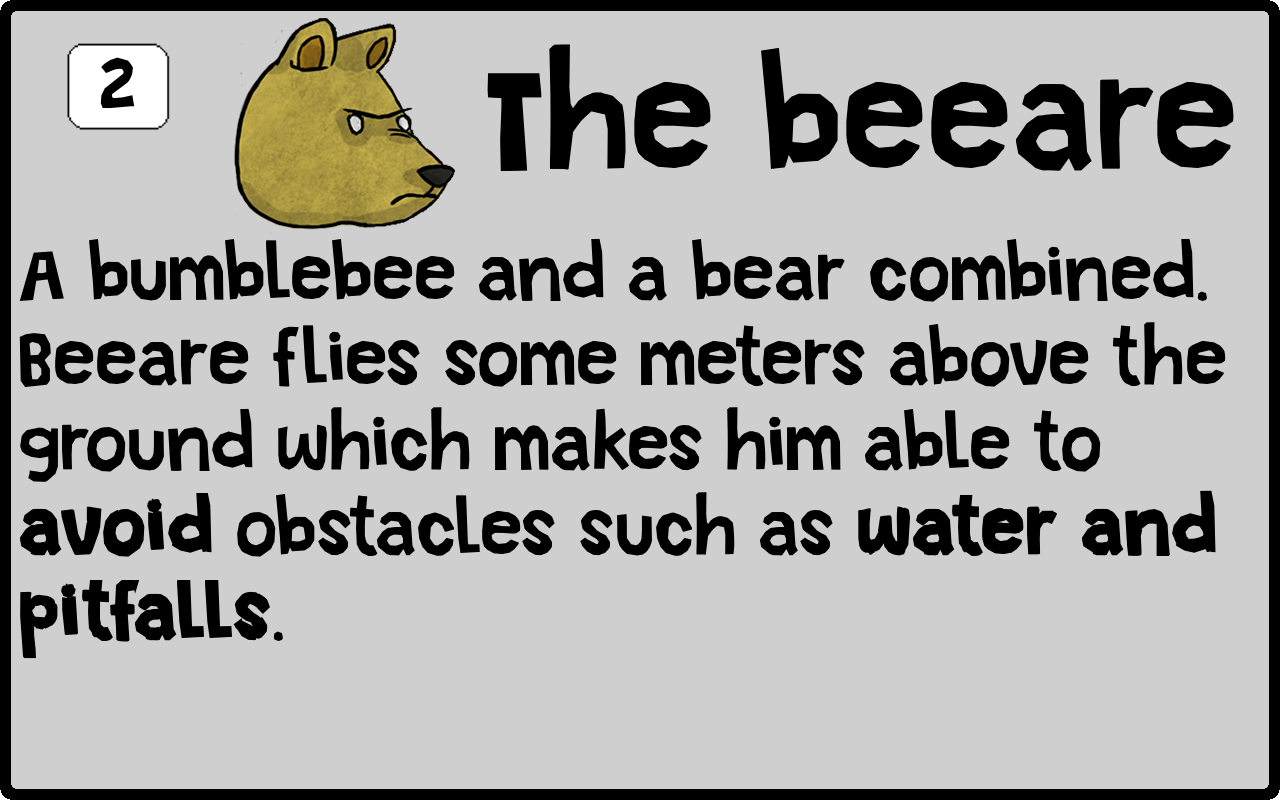 2
The beeare
A bumblebee and a bear combined.
Beeare flies some meters above the
ground which makes him able to
avoid obstacles such as water and
pitfalls.